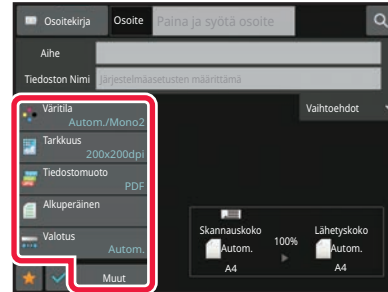 Osoitekirja Osoite Paina ja syötä osoite
Aihe
Tiedoston Nimi Järjestelmäasetusten määrittämä
Väritila
Autom./Mono2
Vaihtoehdot
Tarkkuus
200x200dpi
Tiedostomuoto
PDF
Alkuperäinen
Valotus
Autom.
Skannauskoko Lähetyskoko
Autom. 100% Autom.
A4 A4
Muut